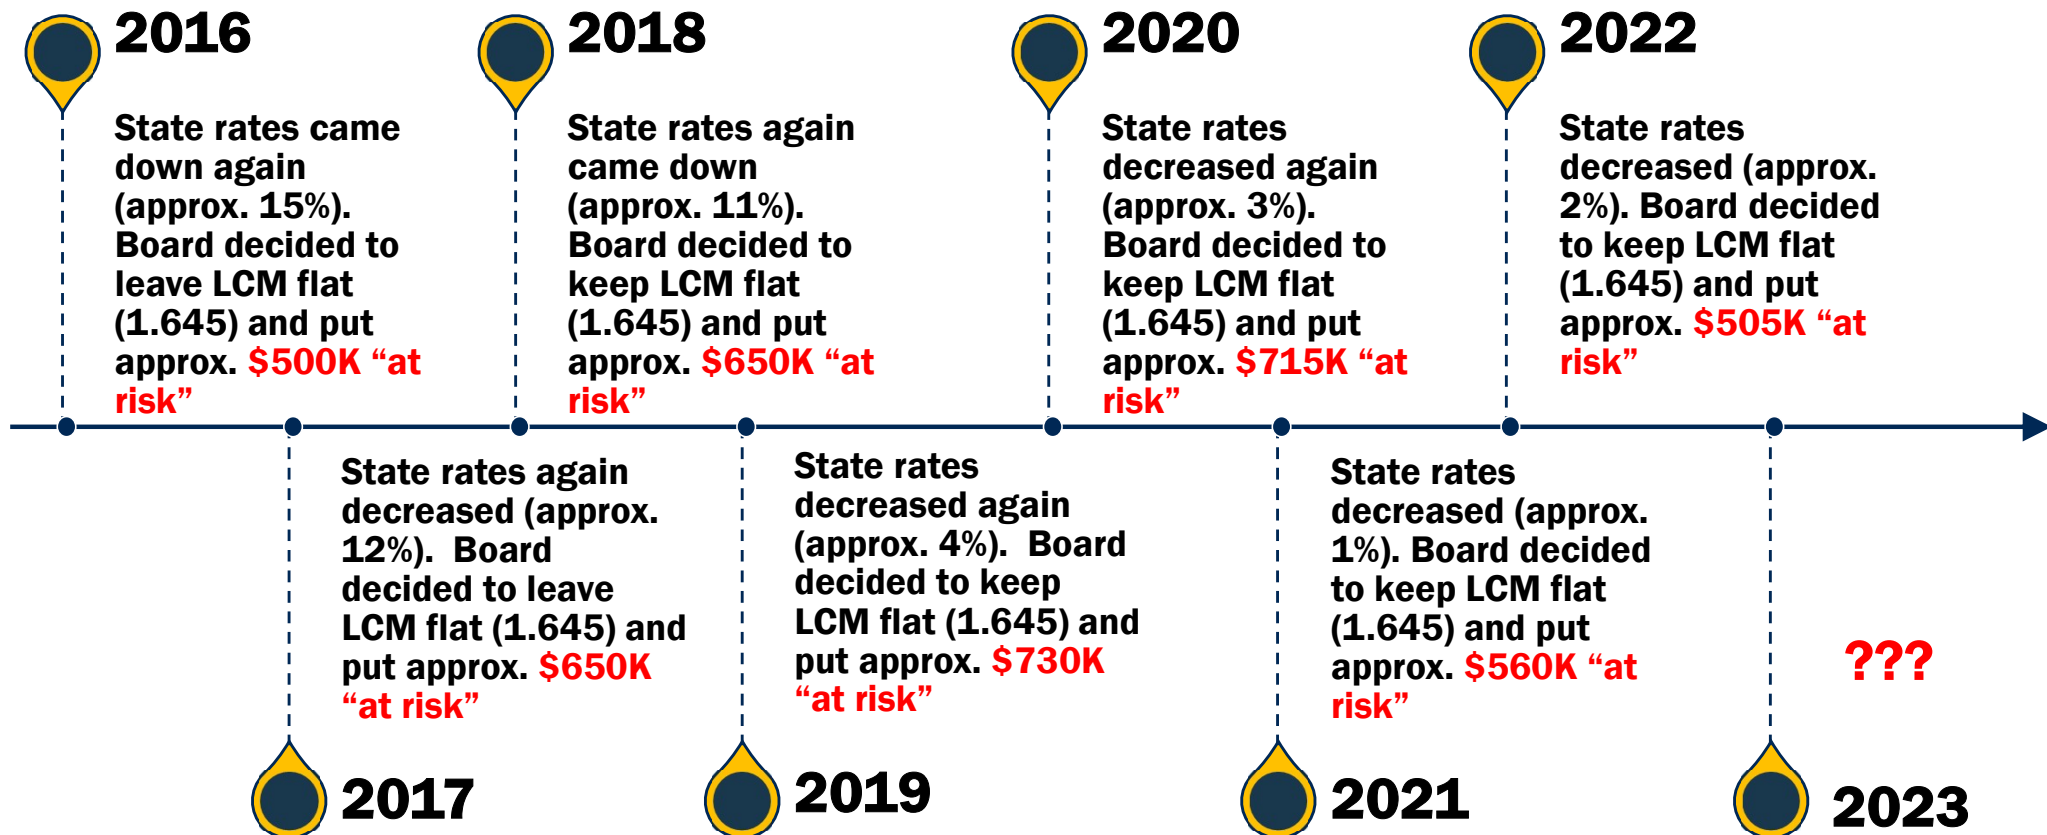 2016
State rates came
down again
(approx. 15%).
Board decided to
leave LCM flat
(1.645) and put
approx. $500K “at
risk”
State rates again
decreased (approx.
12%).  Board
decided to leave
LCM flat (1.645) and
put approx. $650K
“at risk”
2017
2018
State rates again
came down
(approx. 11%).
Board decided to
keep LCM flat
(1.645) and put
approx. $650K “at
risk”
State rates
decreased again
(approx. 4%).  Board
decided to keep
LCM flat (1.645) and
put approx. $730K
“at risk”
2019
2020
State rates
decreased again
(approx. 3%).
Board decided to
keep LCM flat
(1.645) and put
approx. $715K “at
risk”
State rates
decreased (approx.
1%). Board decided
to keep LCM flat
(1.645) and put
approx. $560K “at
risk”
2021
2022
State rates
decreased (approx.
2%). Board decided
to keep LCM flat
(1.645) and put
approx. $505K “at
risk”
???
2023